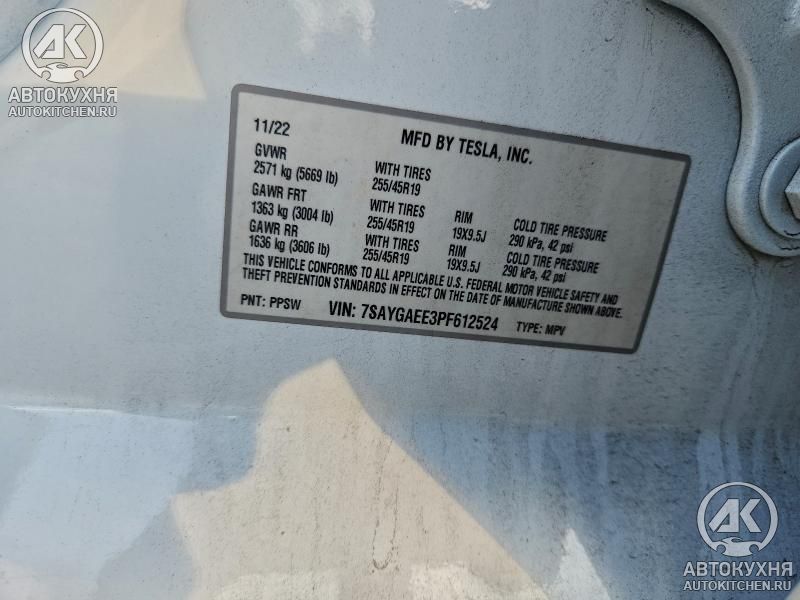 АК
АВТОКУХНЯ
AUTOKITCHEN.RU
11/22 MFD BY TESLA, INC.
GVWR
2571 kg (5669 lb) WITH TIRES 255/45R19
GAWR FRT
1363 kg (3004 lb) WITH TIRES 255/45R19 RIM 19X9.5J COLD TIRE PRESSURE 290 kPa, 42 psi
GAWR RR
1636 kg (3606 lb) WITH TIRES 255/45R19 RIM 19X9.5J COLD TIRE PRESSURE 290 kPa, 42 psi
THIS VEHICLE CONFORMS TO ALL APPLICABLE U.S. FEDERAL MOTOR VEHICLE SAFETY AND
THEFT PREVENTION STANDARDS IN EFFECT ON THE DATE OF MANUFACTURE SHOWN ABOVE.
PNT: PPSW VIN: 7SAYGAEE3PF612524 TYPE: MPV
АК
АВТОКУХНЯ
AUTOKITCHEN.RU